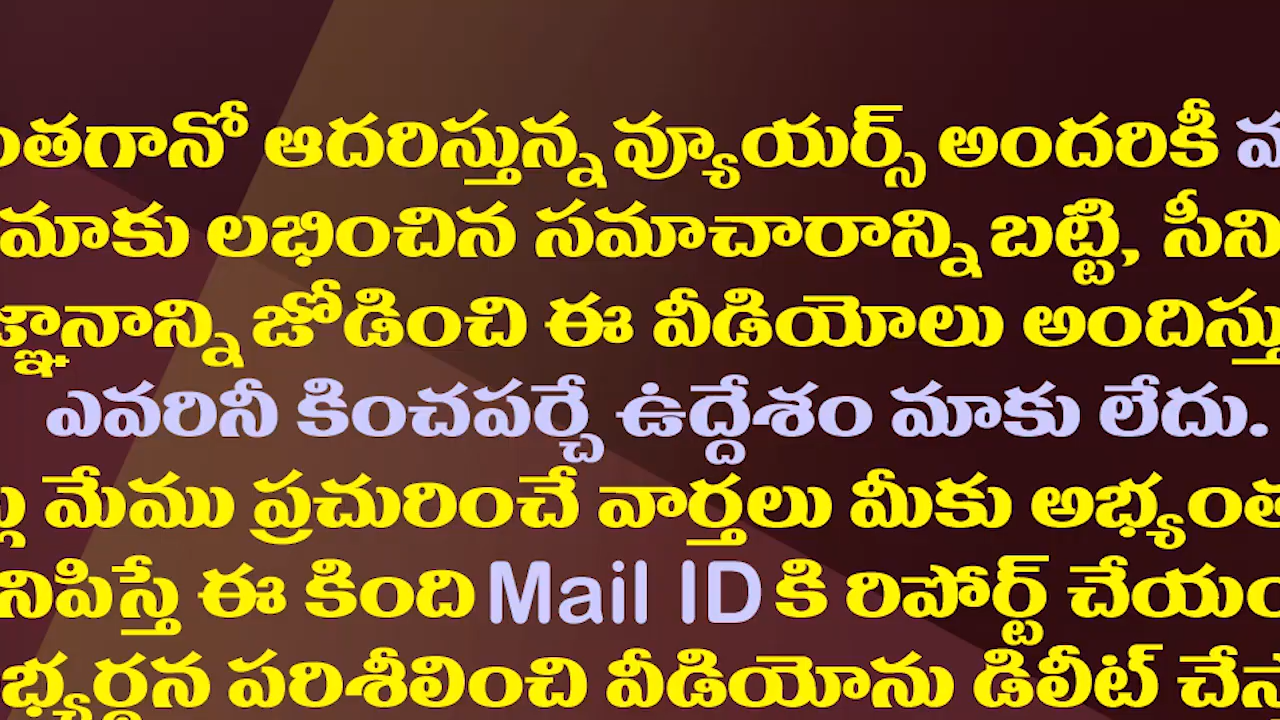 ఆదరిస్తున్న వ్యూయర్స్ అందరికీ
మాకు లభించిన సమాచారాన్ని బట్టి,
జోడించి ఈ వీడియోలు
ఎవరినీ కించపర్చే ఉద్దేశం మాకు లేదు.
మేము ప్రచురించే వార్తలు మీకు
ఈ కింది Mail ID కి రిపోర్ట్
పరిశీలించి వీడియోను డిలీట్